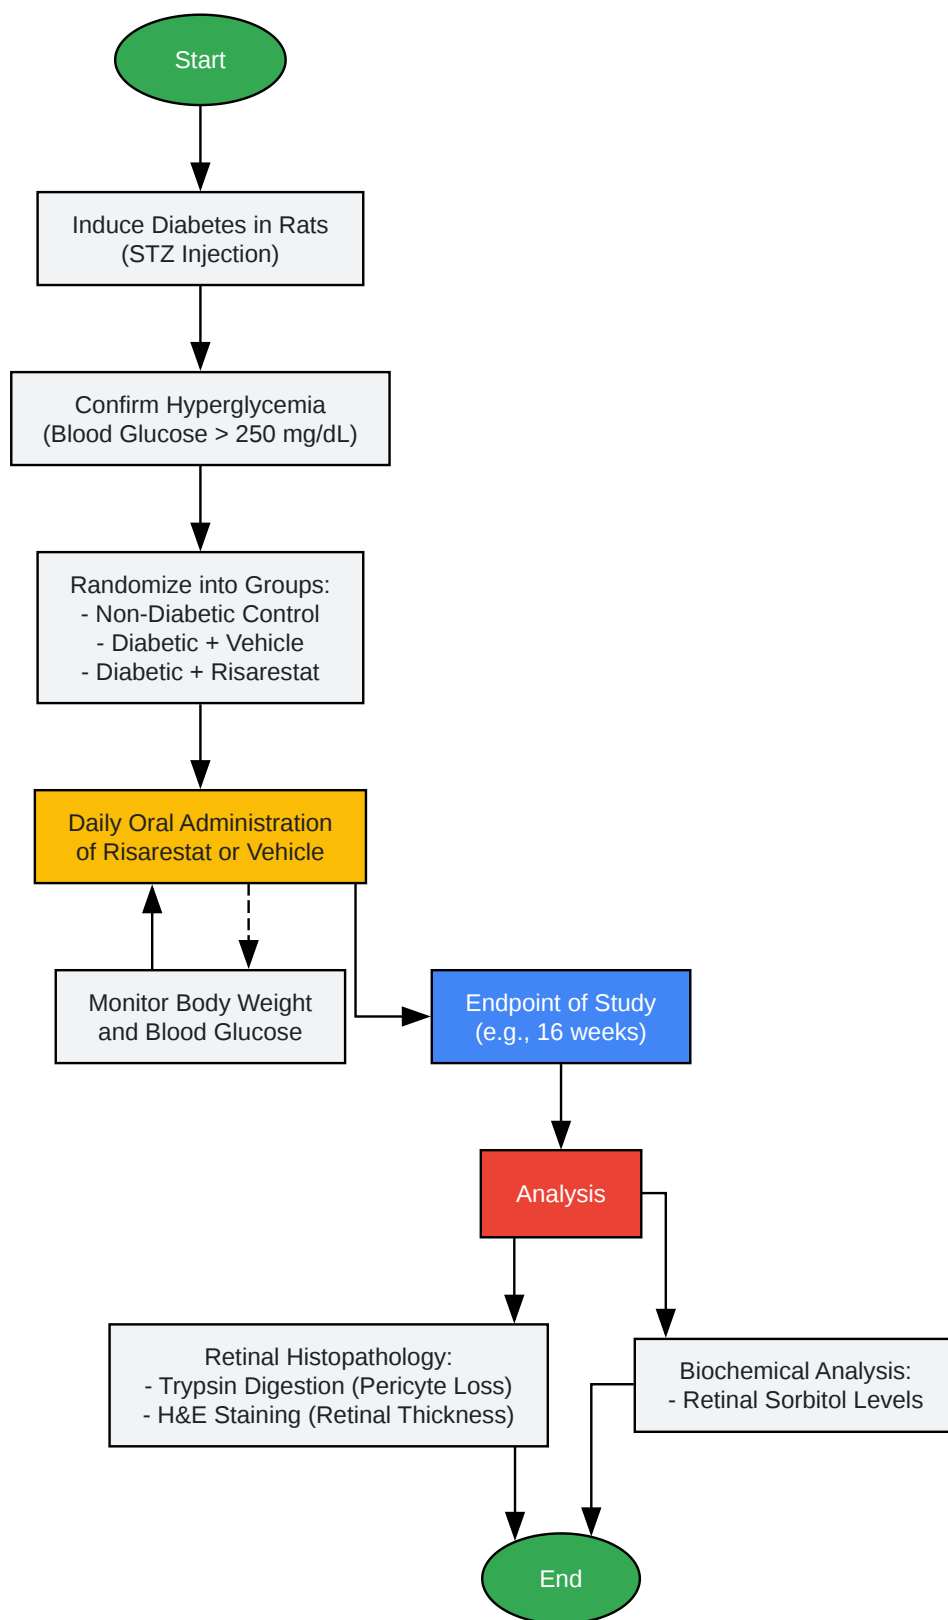 Start
Induce Diabetes in Rats
(STZ Injection)
Confirm Hyperglycemia
(Blood Glucose > 250 mg/dL)
Randomize into Groups:
- Non-Diabetic Control
- Diabetic + Vehicle
- Diabetic + Risarestat
Daily Oral Administration
of Risarestat or Vehicle
Monitor Body Weight
and Blood Glucose
Endpoint of Study
(e.g., 16 weeks)
Analysis
Retinal Histopathology:
- Trypsin Digestion (Pericyte Loss)
- H&E Staining (Retinal Thickness)
Biochemical Analysis:
- Retinal Sorbitol Levels
End